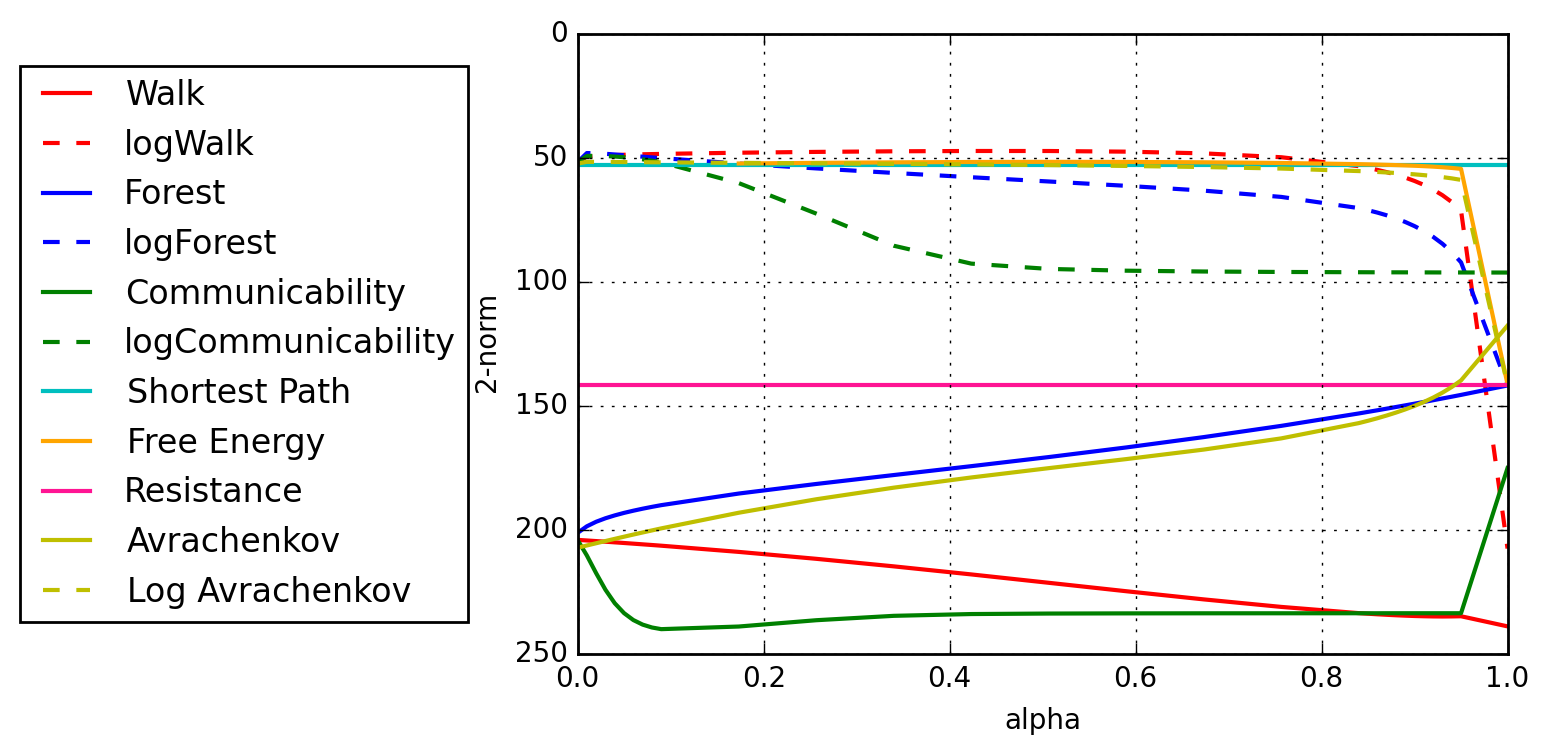 Walk
logWalk
Forest
logForest
Communicability
logCommunicability
Shortest Path
Free Energy
Resistance
Avrachenkov
Log Avrachenkov
2-norm
0
50
100
150
200
250
0.0 0.2 0.4 0.6 0.8 1.0
alpha